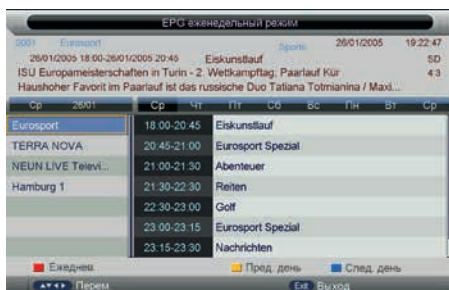 EPG еженедельный режим
0001 Eurosport Sports 26/01/2005 19:22:47
26/01/2005 18:00-26/01/2005 20:45 Eiskunstlauf SD
ISU Europameisterschaften in Turin - 2. Wettkampftag: Paarlauf Kür 4:3
Haushoher Favorit im Paarlauf ist das russische Duo Tatiana Totmianina / Maxi...
Ср 26/01 Ср Чт Пт Сб Вс Пн Вт Ср
Eurosport 18:00-20:45 Eiskunstlauf
TERRA NOVA 20:45-21:00 Eurosport Spezial
NEUN LIVE Televi... 21:00-21:30 Abenteuer
Hamburg 1 21:30-22:30 Reiten
22:30-23:00 Golf
23:00-23:15 Eurosport Spezial
23:15-23:30 Nachrichten
Ежеднев. Пред. день След. день
Перем. Exit Выход